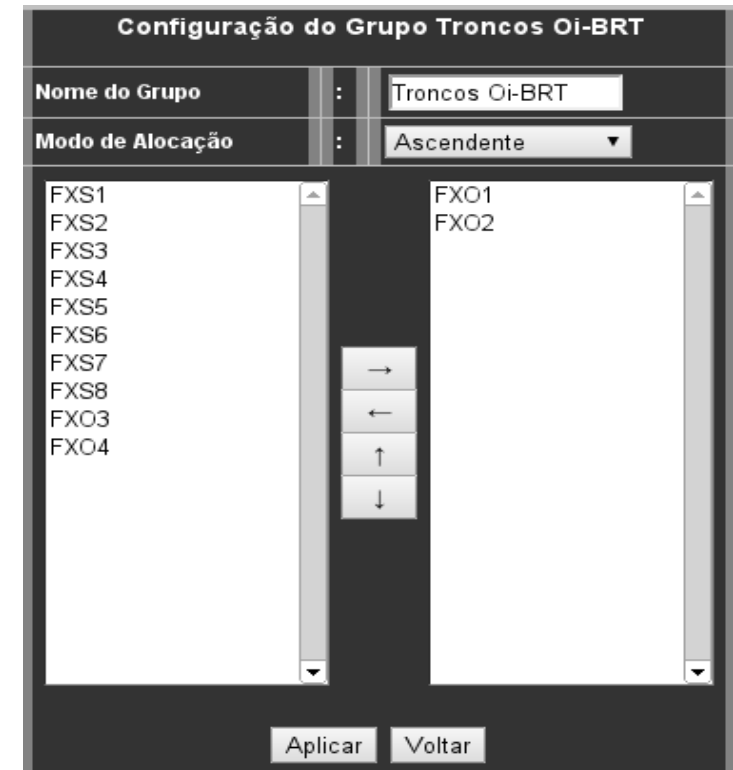 Configuração do Grupo Troncos Oi-BRT
Nome do Grupo : Troncos Oi-BRT
Modo de Alocação : Ascendente ▼
FXS1
FXS2
FXS3
FXS4
FXS5
FXS6
FXS7
FXS8
FXO3
FXO4
→
←
↑
↓
FXO1
FXO2
Aplicar Voltar